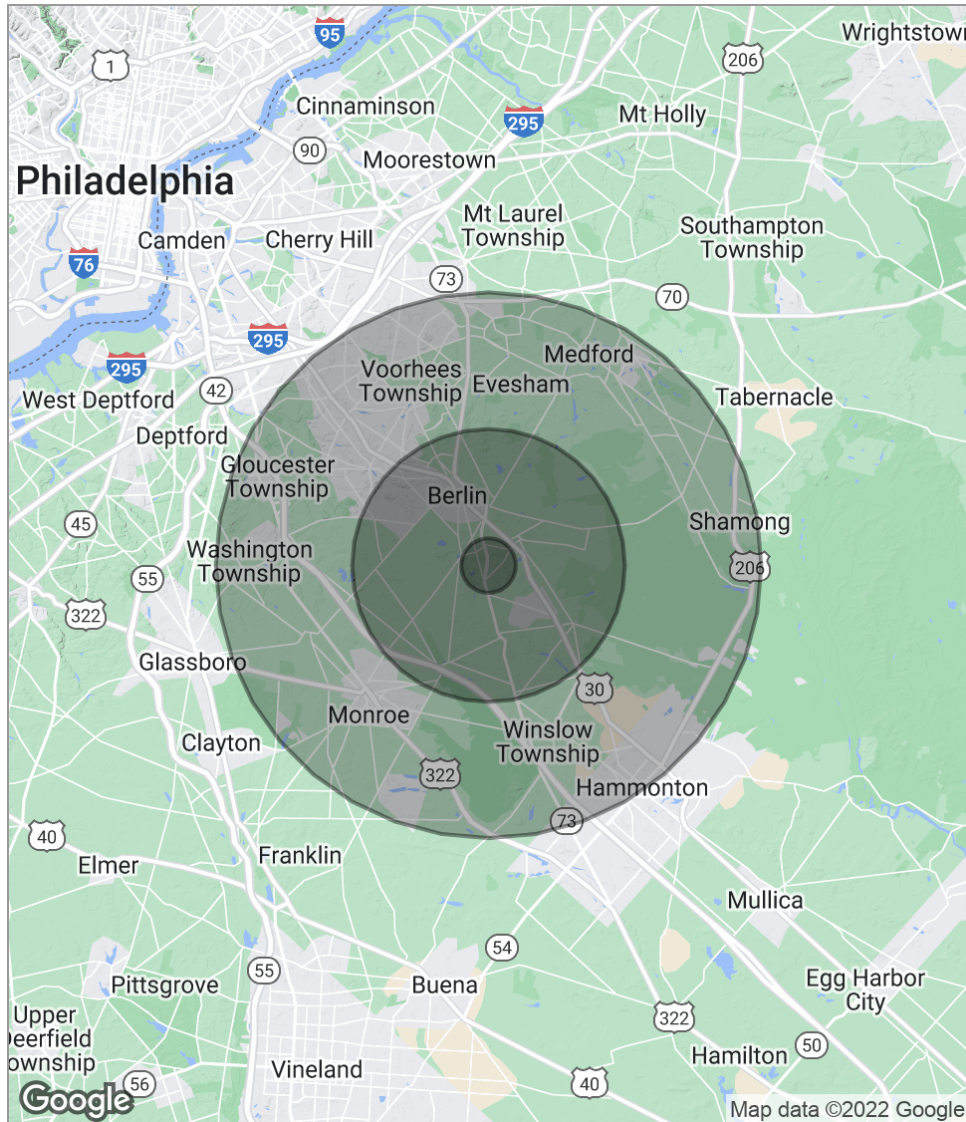 95
Wrightstown
1
206
Cinnaminson
295
Mt Holly
90
Moorestown
Philadelphia
Mt Laurel
Township
Southampton
Township
Camden
Cherry Hill
76
73
70
295
295
Voorhees
Township
Medford
Evesham
42
West Deptford
Tabernacle
Deptford
Gloucester
Township
Berlin
45
Shamong
Washington
Township
206
55
322
Glassboro
30
Monroe
Winslow
Township
Clayton
322
Hammonton
73
40
Franklin
Elmer
Mullica
54
55
Pittsgrove
Buena
Egg Harbor
City
Upper
Deerfield
Township
322
50
Hamilton
Vineland
56
40
Google
Map data ©2022 Google